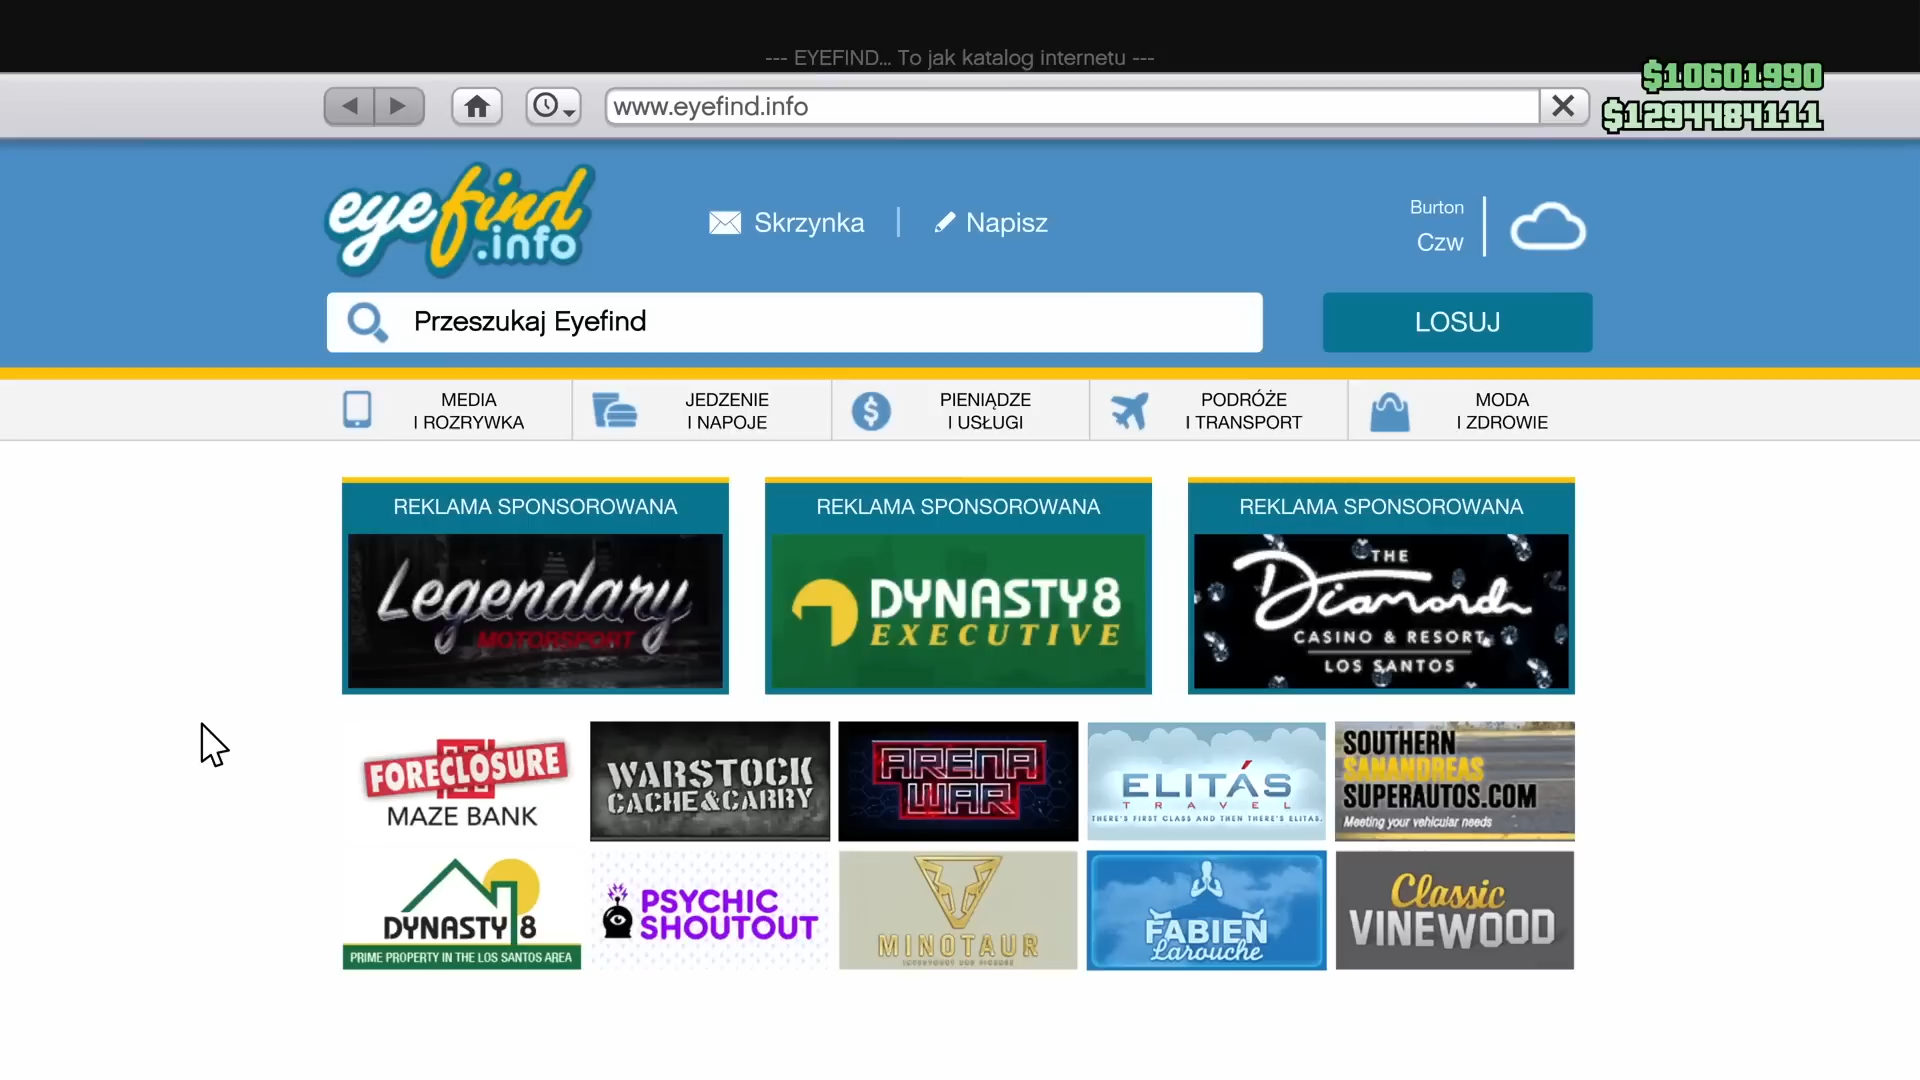 --- EYEFIND... To jak katalog internetu ---
$10601990
www.eyefind.info
$1294484111
eyefind
.info
Skrzynka
Napisz
Burton
Czw
Przeszukaj Eyefind
LOSUJ
MEDIA
I ROZRYWKA
JEDZENIE
I NAPOJE
PIENIĄDZE
I USŁUGI
PODRÓŻE
I TRANSPORT
MODA
I ZDROWIE
REKLAMA SPONSOROWANA
Legendary
MOTORSPORT
REKLAMA SPONSOROWANA
DYNASTY8
EXECUTIVE
REKLAMA SPONSOROWANA
THE
Diamond
CASINO & RESORT
LOS SANTOS
FORECLOSURE
MAZE BANK
WARSTOCK
CACHE&CARRY
ARENA
WAR
ELITÁS
TRAVEL
THERE'S FIRST CLASS AND THEN THERE'S ELITAS.
SOUTHERN
SANANDREAS
SUPERAUTOS.COM
Meeting your vehicular needs
DYNASTY 8
PRIME PROPERTY IN THE LOS SANTOS AREA
PSYCHIC
SHOUTOUT
MINOTAUR
INVESTMENT AND FINANCE
FABIEN
Larouche
Classic
VINEWOOD